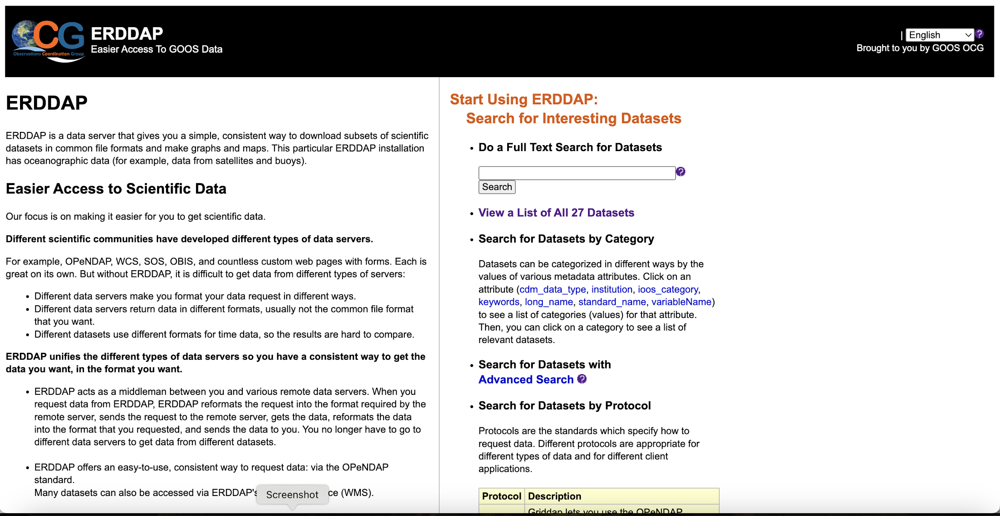 CG
Observations Coordination Group
ERDDAP
Easier Access To GOOS Data
| English
?
Brought to you by GOOS OCG
ERDDAP
ERDDAP is a data server that gives you a simple, consistent way to download subsets of scientific
datasets in common file formats and make graphs and maps. This particular ERDDAP installation
has oceanographic data (for example, data from satellites and buoys).
Easier Access to Scientific Data
Our focus is on making it easier for you to get scientific data.
Different scientific communities have developed different types of data servers.
For example, OPeNDAP, WCS, SOS, OBIS, and countless custom web pages with forms. Each is
great on its own. But without ERDDAP, it is difficult to get data from different types of servers:
• Different data servers make you format your data request in different ways.
• Different data servers return data in different formats, usually not the common file format
that you want.
• Different datasets use different formats for time data, so the results are hard to compare.
ERDDAP unifies the different types of data servers so you have a consistent way to get the
data you want, in the format you want.
• ERDDAP acts as a middleman between you and various remote data servers. When you
request data from ERDDAP, ERDDAP reformats the request into the format required by the
remote server, sends the request to the remote server, gets the data, reformats the data
into the format that you requested, and sends the data to you. You no longer have to go to
different data servers to get data from different datasets.
• ERDDAP offers an easy-to-use, consistent way to request data: via the OPeNDAP
standard.
Many datasets can also be accessed via ERDDAP's (WMS).
Screenshot
Start Using ERDDAP:
Search for Interesting Datasets
• Do a Full Text Search for Datasets
?
Search
• View a List of All 27 Datasets
• Search for Datasets by Category
Datasets can be categorized in different ways by the
values of various metadata attributes. Click on an
attribute (cdm_data_type, institution, ioos_category,
keywords, long_name, standard_name, variableName)
to see a list of categories (values) for that attribute.
Then, you can click on a category to see a list of
relevant datasets.
• Search for Datasets with
Advanced Search ?
• Search for Datasets by Protocol
Protocols are the standards which specify how to
request data. Different protocols are appropriate for
different types of data and for different client
applications.
Protocol Description
Griddap lets you use the OPeNDAP